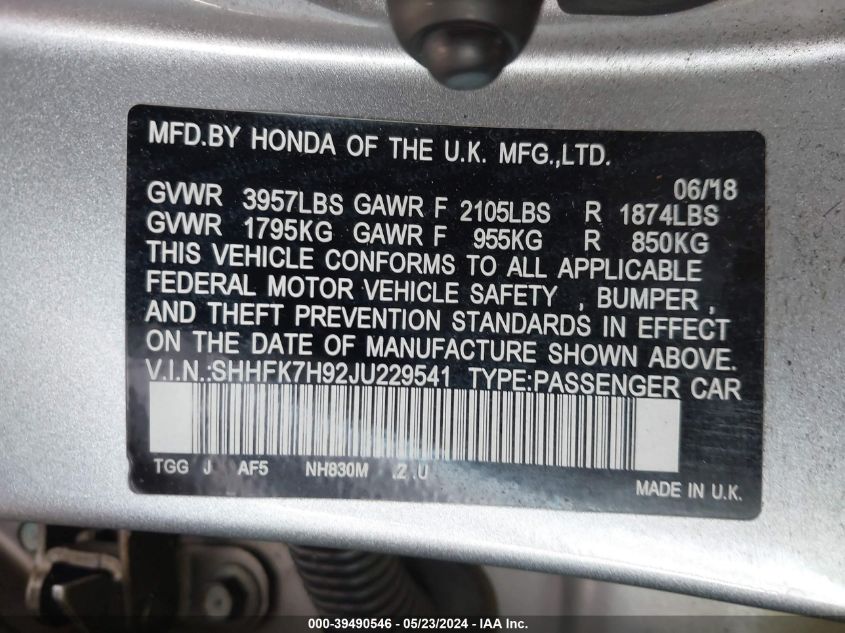 MFD.BY HONDA OF THE U.K. MFG.,LTD.
06/18
GVWR 3957LBS GAWR F 2105LBS R 1874LBS
GVWR 1795KG GAWR F 955KG R 850KG
THIS VEHICLE CONFORMS TO ALL APPLICABLE
FEDERAL MOTOR VEHICLE SAFETY , BUMPER ,
AND THEFT PREVENTION STANDARDS IN EFFECT
ON THE DATE OF MANUFACTURE SHOWN ABOVE.
V.I.N.:SHHFK7H92JU229541 TYPE:PASSENGER CAR
TGG J AF5 NH830M .2 .U
MADE IN U.K.
000-39490546 - 05/23/2024 - IAA Inc.